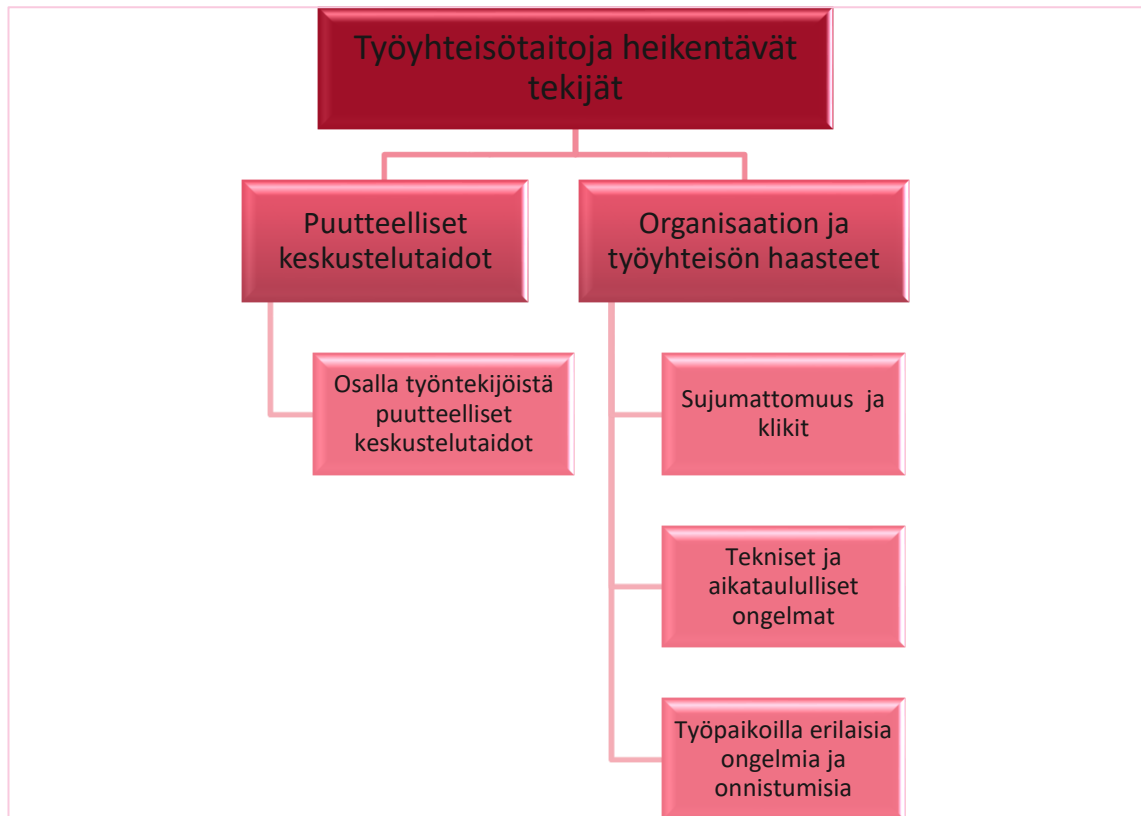 Työyhteisötaitoja heikentävät
tekijät
Puutteelliset
keskustelutaidot
Organisaation ja
työyhteisön haasteet
Osalla työntekijöistä
puutteelliset
keskustelutaidot
Sujumattomuus ja
klikit
Tekniset ja
aikataululliset
ongelmat
Työpaikoilla erilaisia
ongelmia ja
onnistumisia